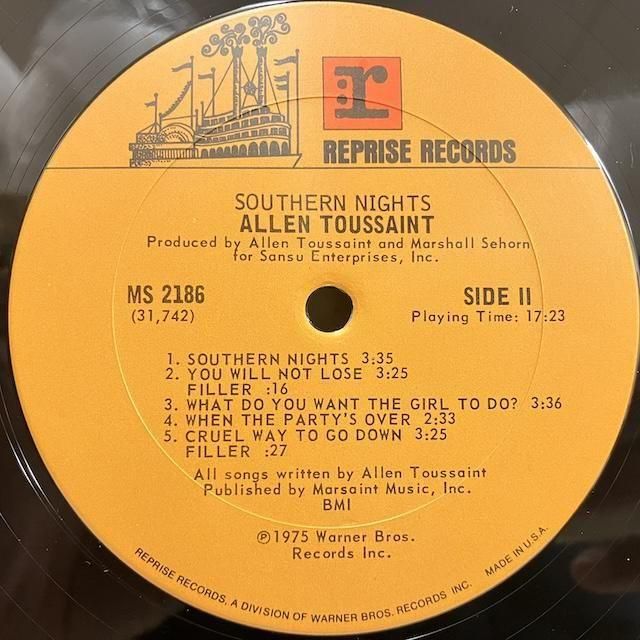 r
REPRISE RECORDS
SOUTHERN NIGHTS
ALLEN TOUSSAINT
Produced by Allen Toussaint and Marshall Sehorn
for Sansu Enterprises, Inc.
MS 2186
(31,742)
SIDE II
Playing Time: 17:23
1. SOUTHERN NIGHTS 3:35
2. YOU WILL NOT LOSE 3:25
FILLER :16
3. WHAT DO YOU WANT THE GIRL TO DO? 3:36
4. WHEN THE PARTY'S OVER 2:33
5. CRUEL WAY TO GO DOWN 3:25
FILLER :27
All songs written by Allen Toussaint
Published by Marsaint Music, Inc.
BMI
℗1975 Warner Bros.
Records Inc.
REPRISE RECORDS, A DIVISION OF WARNER BROS. RECORDS INC. MADE IN U.S.A.